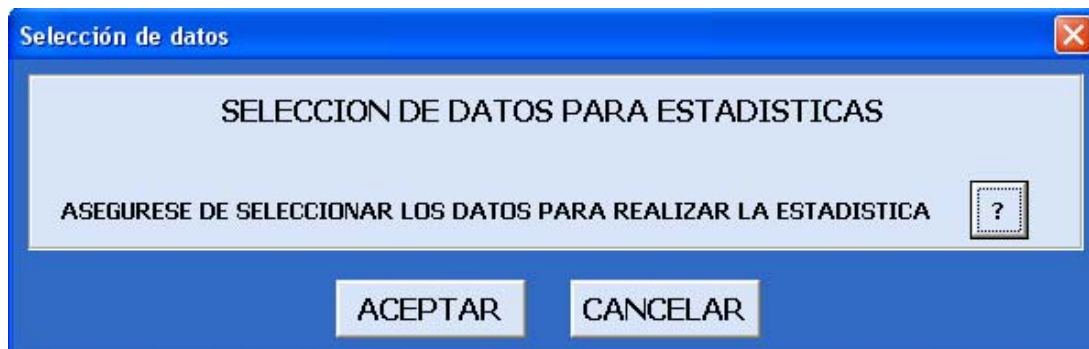 Selección de datos
SELECCION DE DATOS PARA ESTADISTICAS
ASEGURESE DE SELECCIONAR LOS DATOS PARA REALIZAR LA ESTADISTICA ?
ACEPTAR CANCELAR